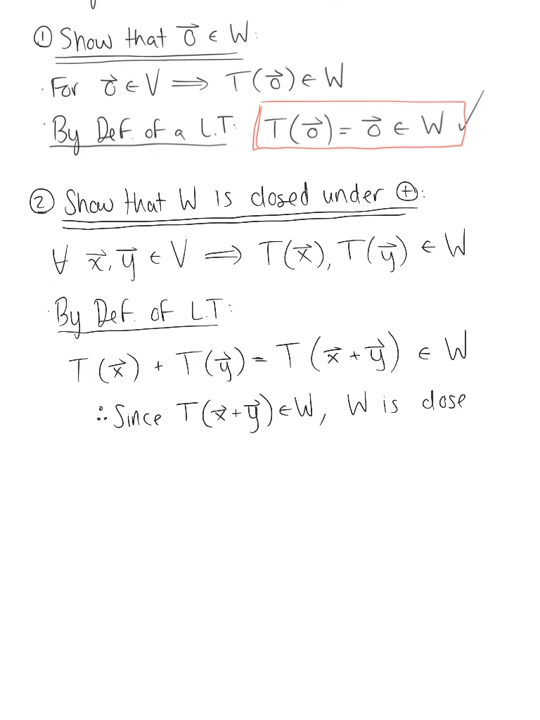 ① Show that 0⃗ ∈ W:
· For 0⃗ ∈ V ⟹ T(0⃗) ∈ W
· By Def. of a L.T: T(0⃗) = 0⃗ ∈ W ✓
② Show that W is closed under ⊕:
∀ x⃗, y⃗ ∈ V ⟹ T(x⃗), T(y⃗) ∈ W
· By Def. of L.T:
T(x⃗) + T(y⃗) = T(x⃗ + y⃗) ∈ W
∴ Since T(x⃗+y⃗) ∈ W, W is close